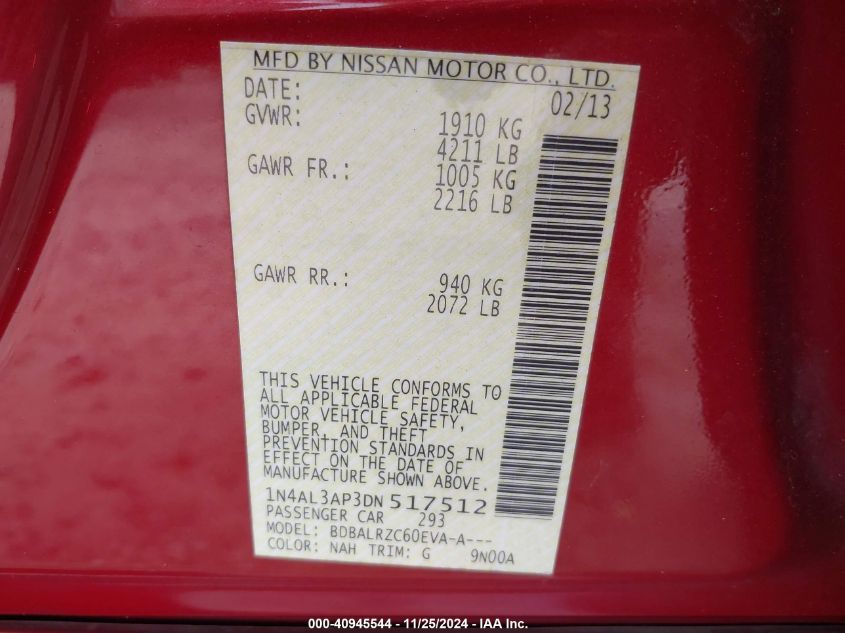 MFD BY NISSAN MOTOR CO., LTD.
DATE: 02/13
GVWR: 1910 KG
4211 LB
GAWR FR.: 1005 KG
2216 LB
GAWR RR.: 940 KG
2072 LB
THIS VEHICLE CONFORMS TO
ALL APPLICABLE FEDERAL
MOTOR VEHICLE SAFETY,
BUMPER, AND THEFT
PREVENTION STANDARDS IN
EFFECT ON THE DATE OF
MANUFACTURE SHOWN ABOVE.
1N4AL3AP3DN 517512
PASSENGER CAR 293
MODEL: BDBALRZC60EVA-A---
COLOR: NAH TRIM: G 9N00A
000-40945544 / 11/25/2024 - IAA Inc.